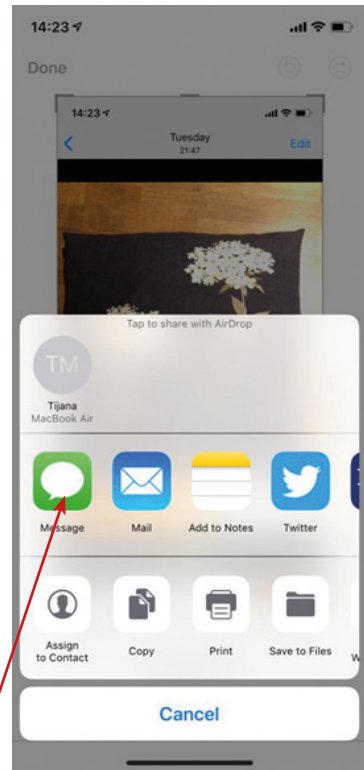 14:23
Done
14:23
Tuesday
21:47
Edit
Tap to share with AirDrop
TM
Tijana
MacBook Air
Message Mail Add to Notes Twitter
Assign
to Contact
Copy Print Save to Files
Cancel